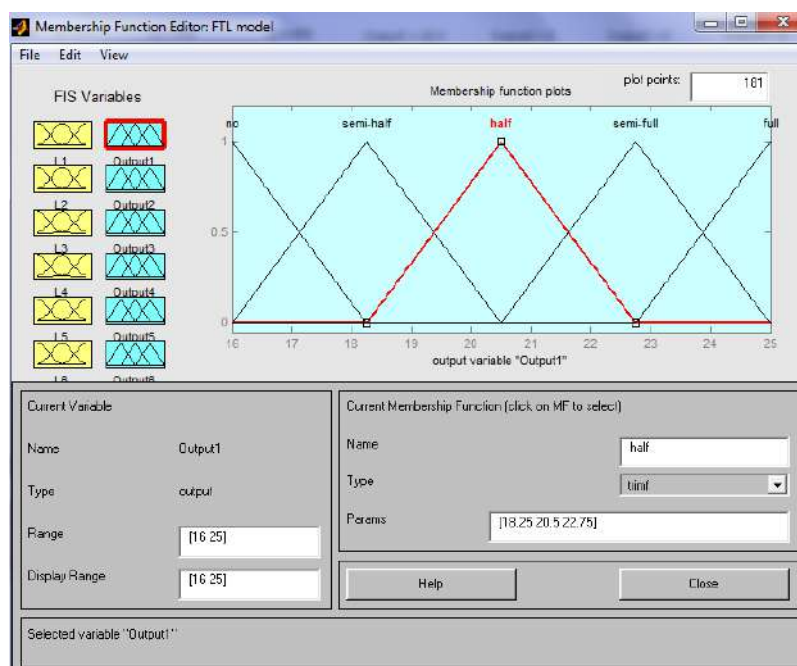 Membership Function Editor: FTL model
File Edit View
FIS Variables
Membership function plots
plot points: 181
L1 Output1
L2 Output2
L3 Output3
L4 Output4
L5 Output5
L6 Output6
no semi-half half semi-full full
1
0.5
0
16 17 18 19 20 21 22 23 24 25
output variable "Output1"
Current Variable
Name Output1
Type output
Range [16 25]
Display Range [16 25]
Current Membership Function (click on MF to select)
Name half
Type trimf
Params [18.25 20.5 22.75]
Help Close
Selected variable "Output1"